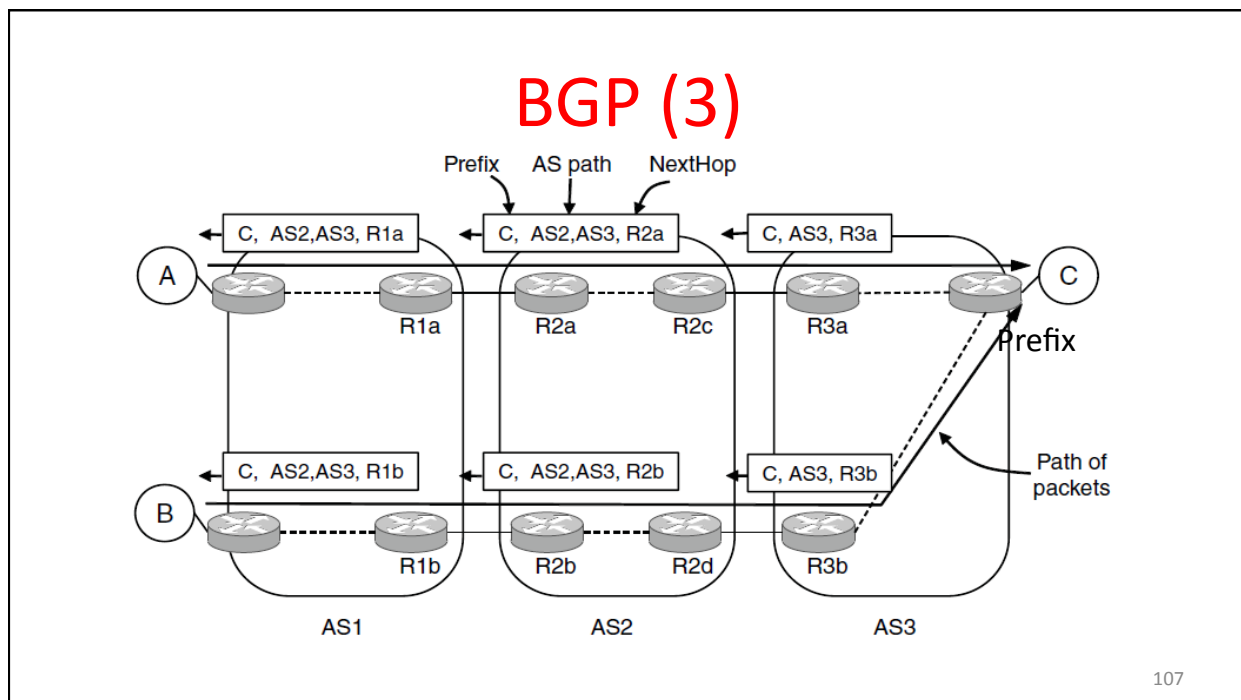 BGP (3)
Prefix AS path NextHop
C, AS2,AS3, R1a
C, AS2,AS3, R2a
C, AS3, R3a
A
C
R1a
R2a
R2c
R3a
Prefix
C, AS2,AS3, R1b
C, AS2,AS3, R2b
C, AS3, R3b
Path of
packets
B
R1b
R2b
R2d
R3b
AS1
AS2
AS3
107